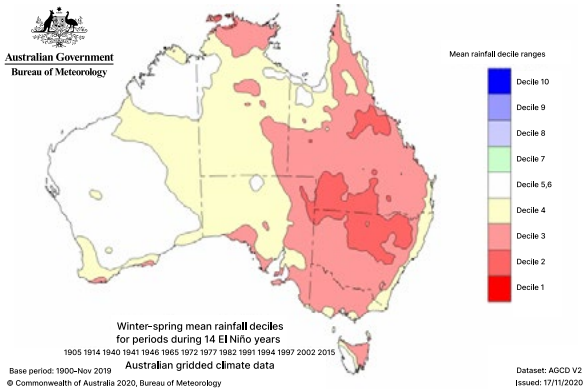 Australian Government
Bureau of Meteorology
Mean rainfall decile ranges
Decile 10
Decile 9
Decile 8
Decile 7
Decile 5,6
Decile 4
Decile 3
Decile 2
Decile 1
Winter–spring mean rainfall deciles
for periods during 14 El Niño years
1905 1914 1940 1941 1946 1965 1972 1977 1982 1991 1994 1997 2002 2015
Australian gridded climate data
Base period: 1900–Nov 2019
© Commonwealth of Australia 2020, Bureau of Meteorology
Dataset: AGCD V2
Issued: 17/11/2020